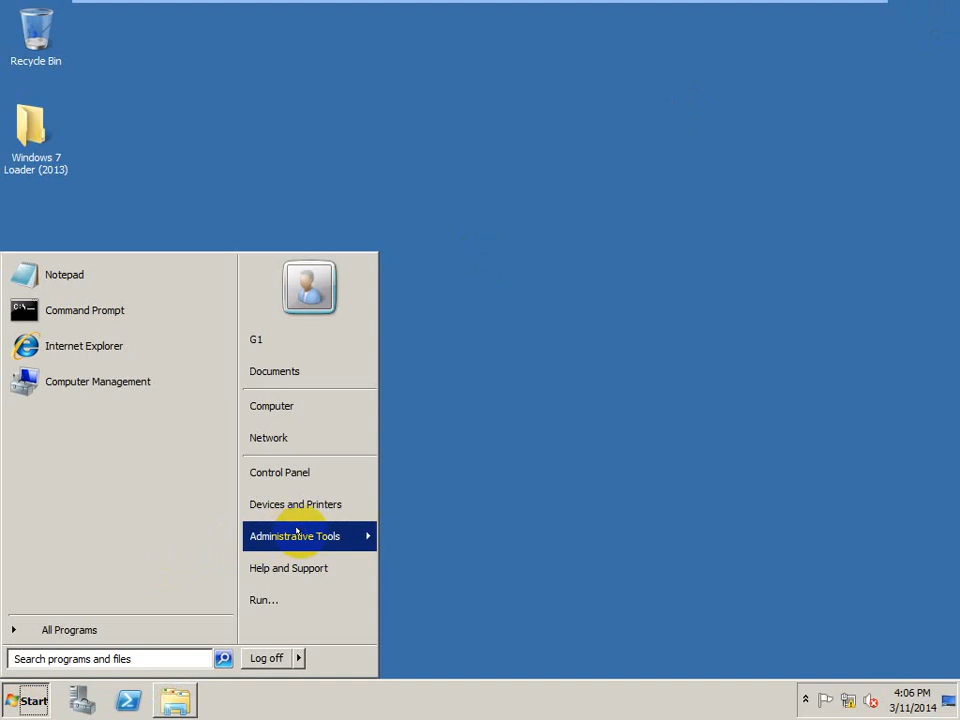 Recycle Bin
Windows 7
Loader (2013)
Notepad
Command Prompt
Internet Explorer
Computer Management
All Programs
Search programs and files
G1
Documents
Computer
Network
Control Panel
Devices and Printers
Administrative Tools
Help and Support
Run...
Log off
Start
4:06 PM
3/11/2014